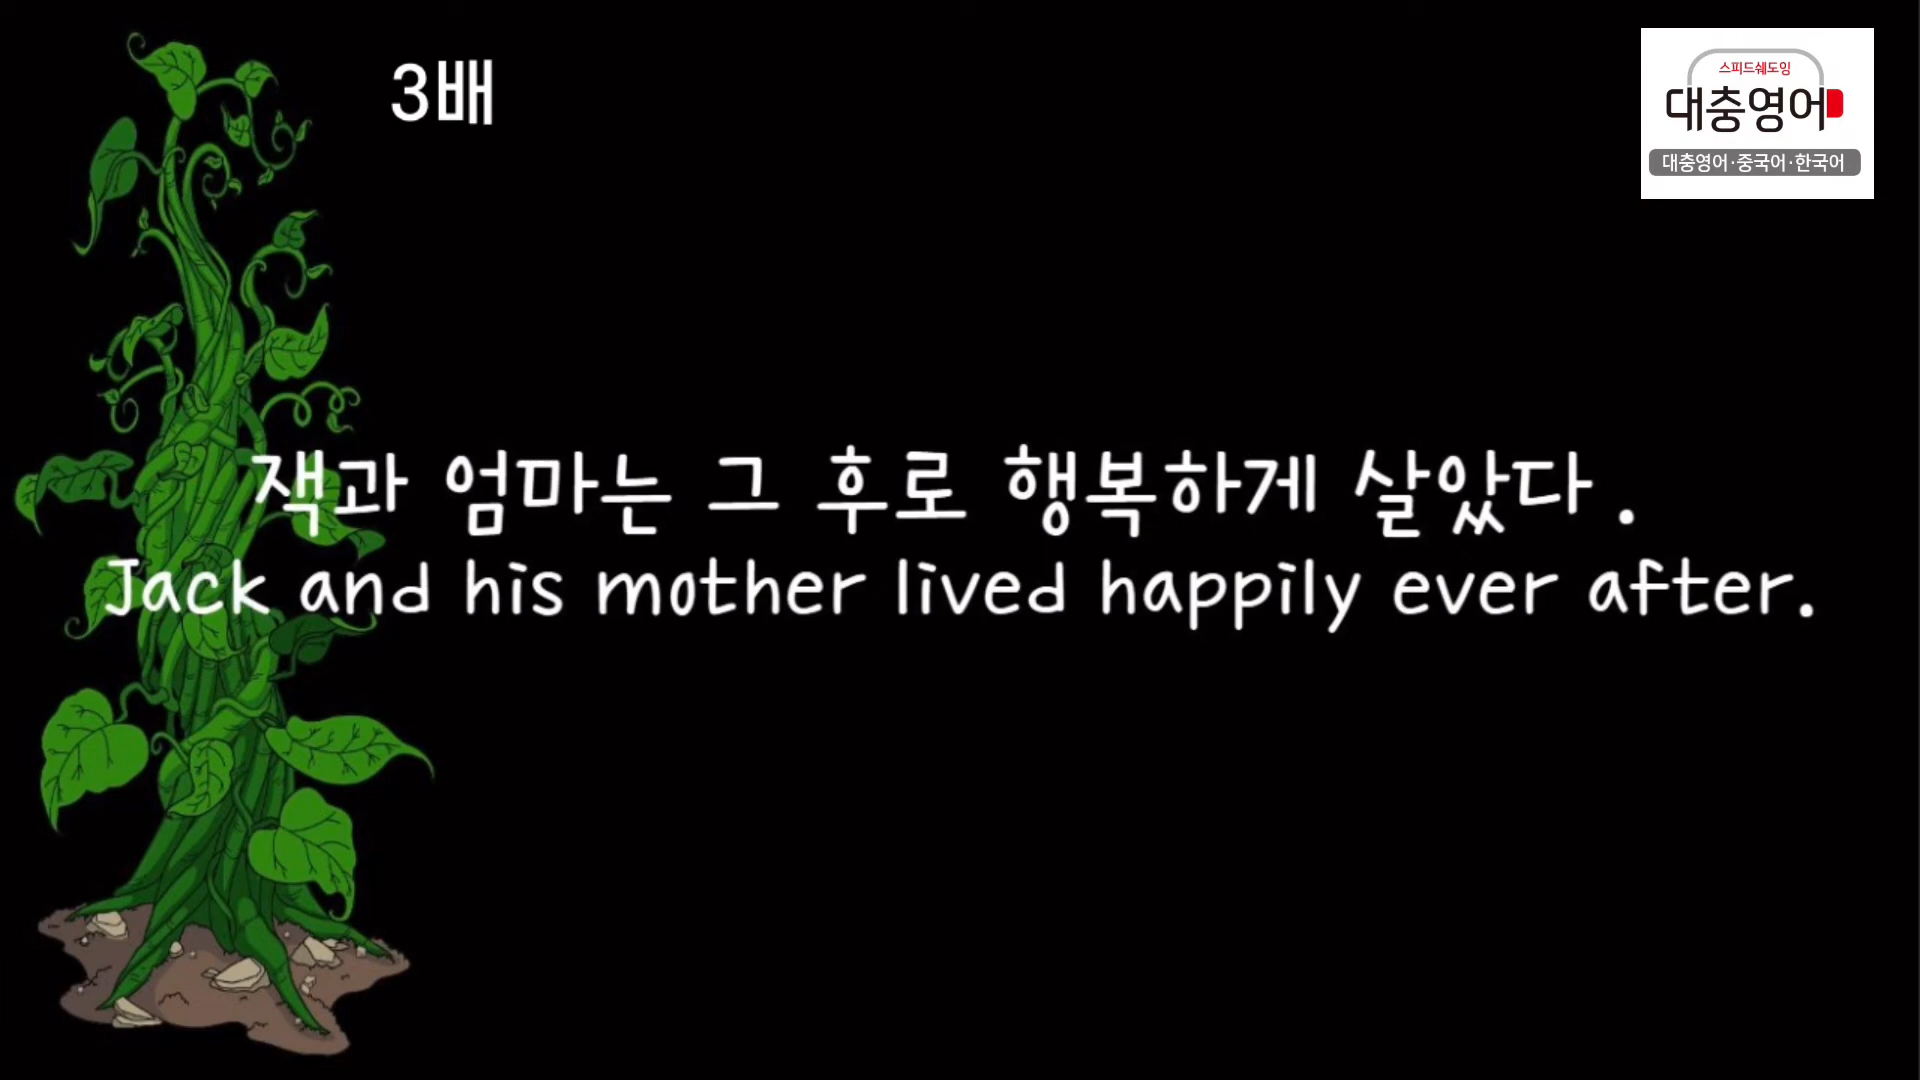 3배
스피드쉐도잉
대충영어
대충영어·중국어·한국어
잭과 엄마는 그 후로 행복하게 살았다.
Jack and his mother lived happily ever after.